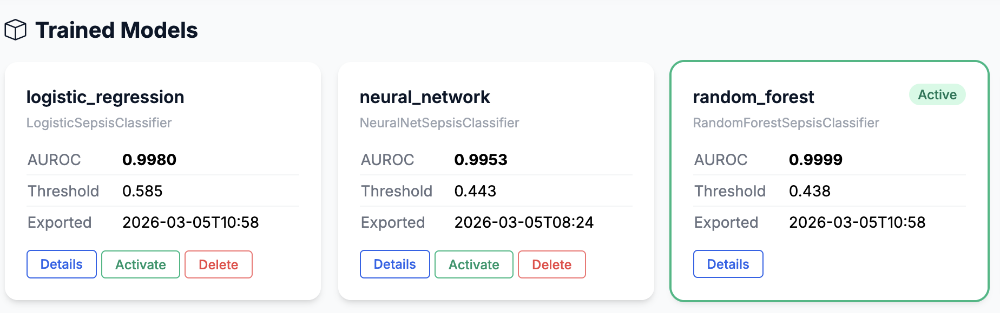 Trained Models
logistic_regression
LogisticSepsisClassifier
AUROC 0.9980
Threshold 0.585
Exported 2026-03-05T10:58
Details Activate Delete
neural_network
NeuralNetSepsisClassifier
AUROC 0.9953
Threshold 0.443
Exported 2026-03-05T08:24
Details Activate Delete
random_forest Active
RandomForestSepsisClassifier
AUROC 0.9999
Threshold 0.438
Exported 2026-03-05T10:58
Details